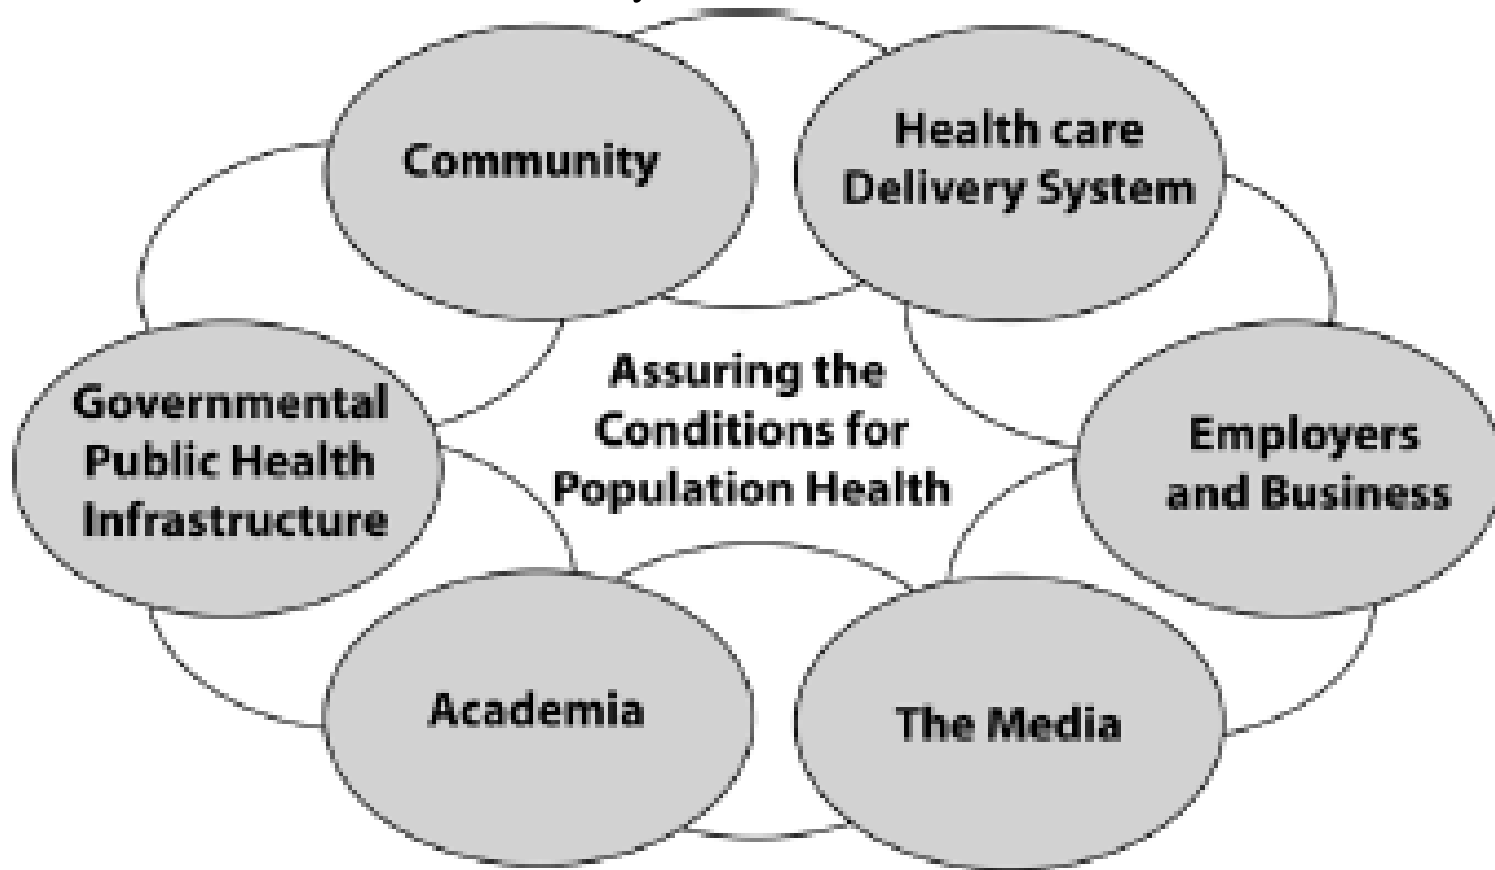 Community
Health care
Delivery System
Governmental
Public Health
Infrastructure
Assuring the
Conditions for
Population Health
Employers
and Business
Academia
The Media